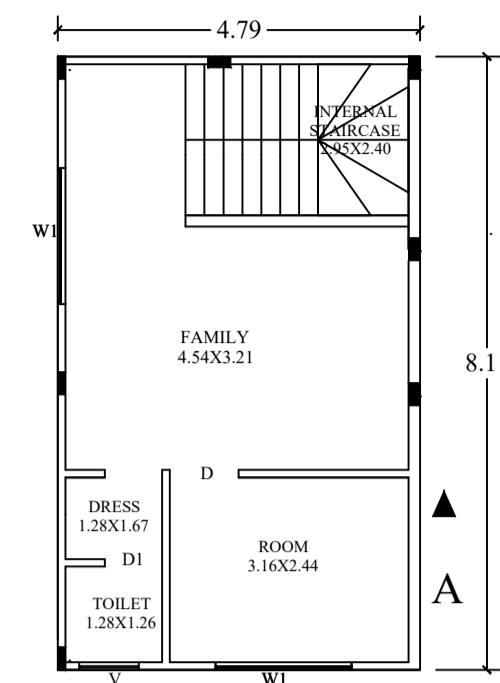 4.79
INTERNAL
STAIRCASE
2.95X2.40
W1
FAMILY
4.54X3.21
8.1
D
DRESS
1.28X1.67
D1
ROOM
3.16X2.44
TOILET
1.28X1.26
A
V
W1